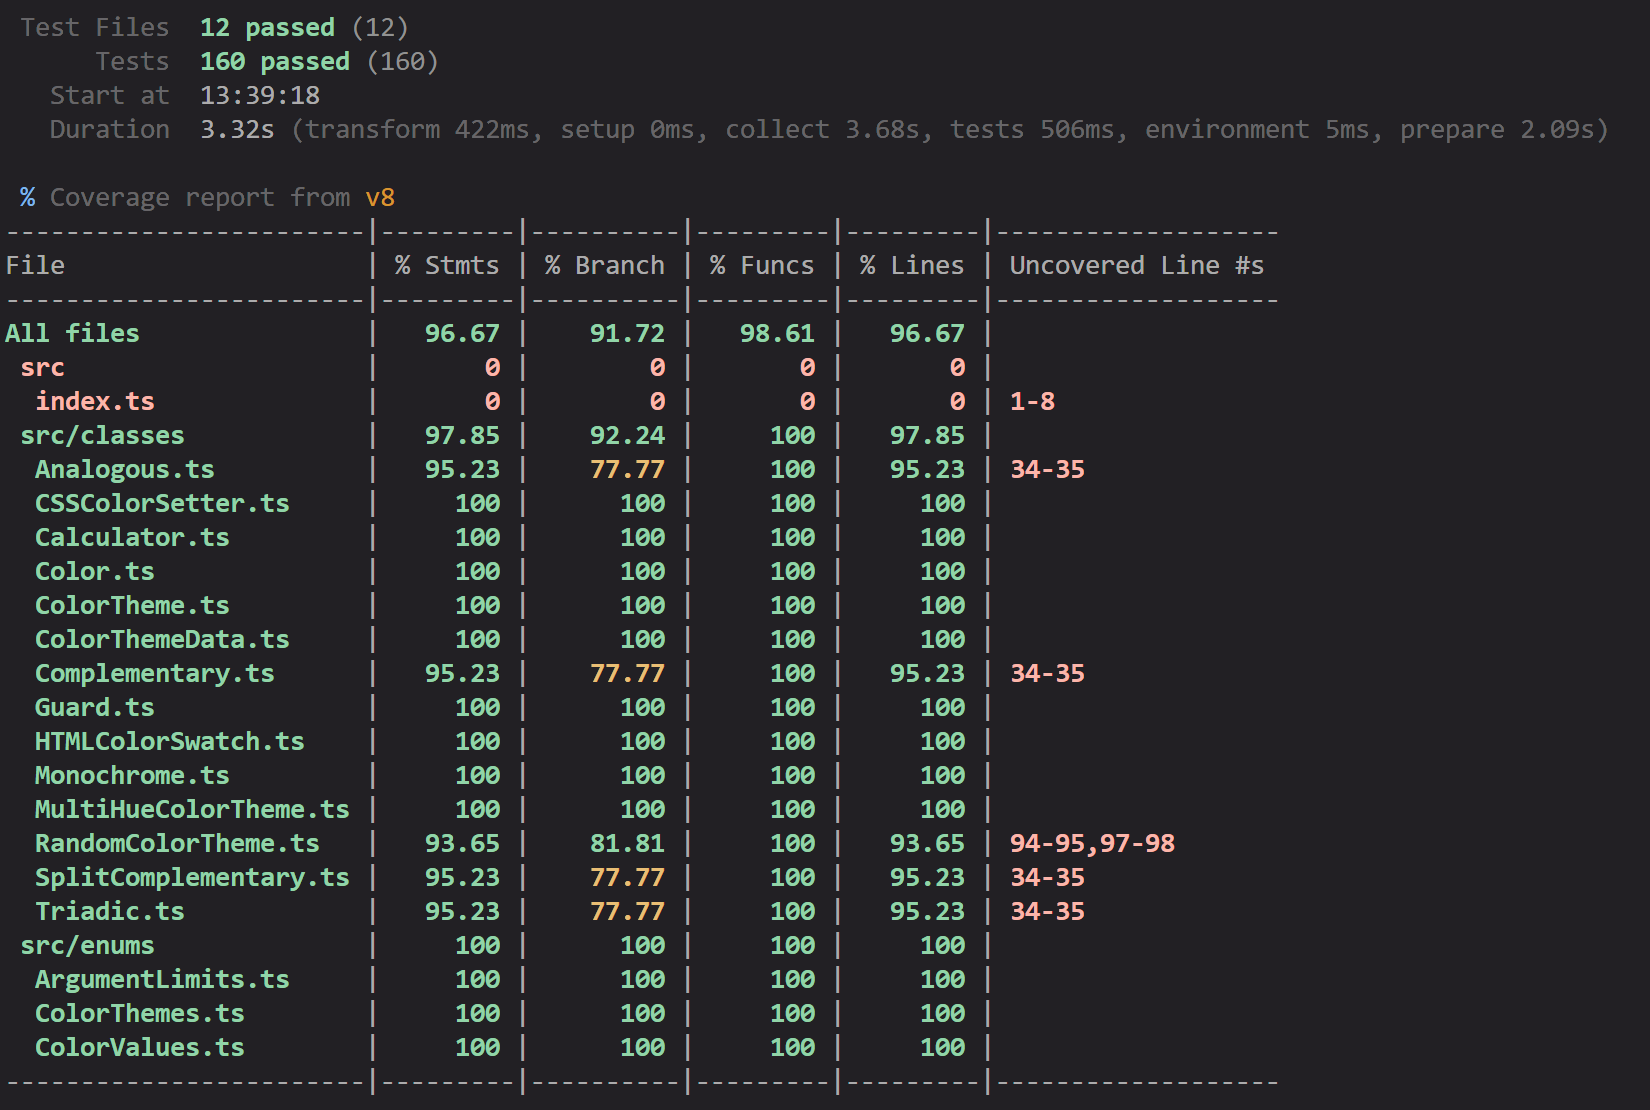 Test Files  12 passed (12)
Tests  160 passed (160)
Start at  13:39:18
Duration  3.32s (transform 422ms, setup 0ms, collect 3.68s, tests 506ms, environment 5ms, prepare 2.09s)
% Coverage report from v8
------------------------|---------|----------|---------|---------|-------------------
File                    | % Stmts | % Branch | % Funcs | % Lines | Uncovered Line #s
------------------------|---------|----------|---------|---------|-------------------
All files               |   96.67 |    91.72 |   98.61 |   96.67 |
 src                    |       0 |        0 |       0 |       0 |
  index.ts              |       0 |        0 |       0 |       0 | 1-8
 src/classes            |   97.85 |    92.24 |     100 |   97.85 |
  Analogous.ts          |   95.23 |    77.77 |     100 |   95.23 | 34-35
  CSSColorSetter.ts     |     100 |      100 |     100 |     100 |
  Calculator.ts         |     100 |      100 |     100 |     100 |
  Color.ts              |     100 |      100 |     100 |     100 |
  ColorTheme.ts         |     100 |      100 |     100 |     100 |
  ColorThemeData.ts     |     100 |      100 |     100 |     100 |
  Complementary.ts      |   95.23 |    77.77 |     100 |   95.23 | 34-35
  Guard.ts              |     100 |      100 |     100 |     100 |
  HTMLColorSwatch.ts    |     100 |      100 |     100 |     100 |
  Monochrome.ts         |     100 |      100 |     100 |     100 |
  MultiHueColorTheme.ts |     100 |      100 |     100 |     100 |
  RandomColorTheme.ts   |   93.65 |    81.81 |     100 |   93.65 | 94-95,97-98
  SplitComplementary.ts |   95.23 |    77.77 |     100 |   95.23 | 34-35
  Triadic.ts            |   95.23 |    77.77 |     100 |   95.23 | 34-35
 src/enums              |     100 |      100 |     100 |     100 |
  ArgumentLimits.ts     |     100 |      100 |     100 |     100 |
  ColorThemes.ts        |     100 |      100 |     100 |     100 |
  ColorValues.ts        |     100 |      100 |     100 |     100 |
------------------------|---------|----------|---------|---------|-------------------